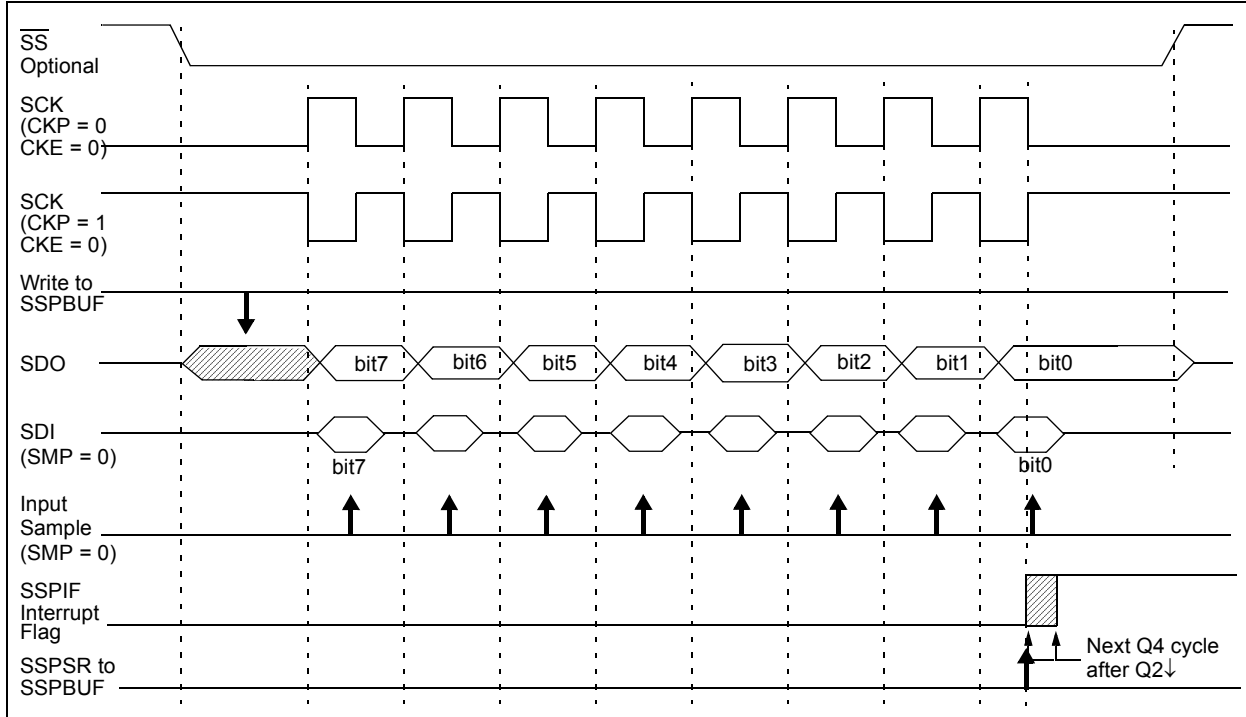 SS
Optional
SCK
(CKP = 0
CKE = 0)
SCK
(CKP = 1
CKE = 0)
Write to
SSPBUF
SDO
bit7 bit6 bit5 bit4 bit3 bit2 bit1 bit0
SDI
(SMP = 0)
bit7 bit0
Input
Sample
(SMP = 0)
SSPIF
Interrupt
Flag
Next Q4 cycle
after Q2↓
SSPSR to
SSPBUF